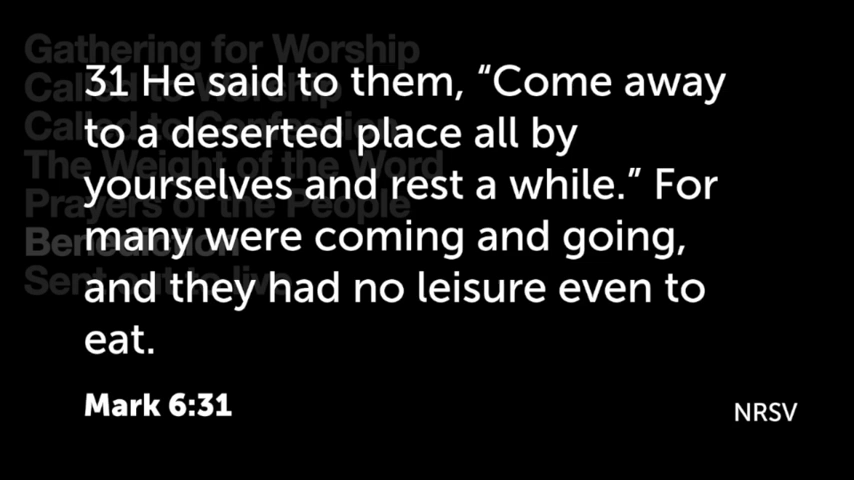 Gathering for Worship
Called to Worship
Called to Confession
The Weight of the Word
Prayers of the People
Benediction
Sent out to live
31 He said to them, “Come away
to a deserted place all by
yourselves and rest a while.” For
many were coming and going,
and they had no leisure even to
eat.
Mark 6:31
NRSV